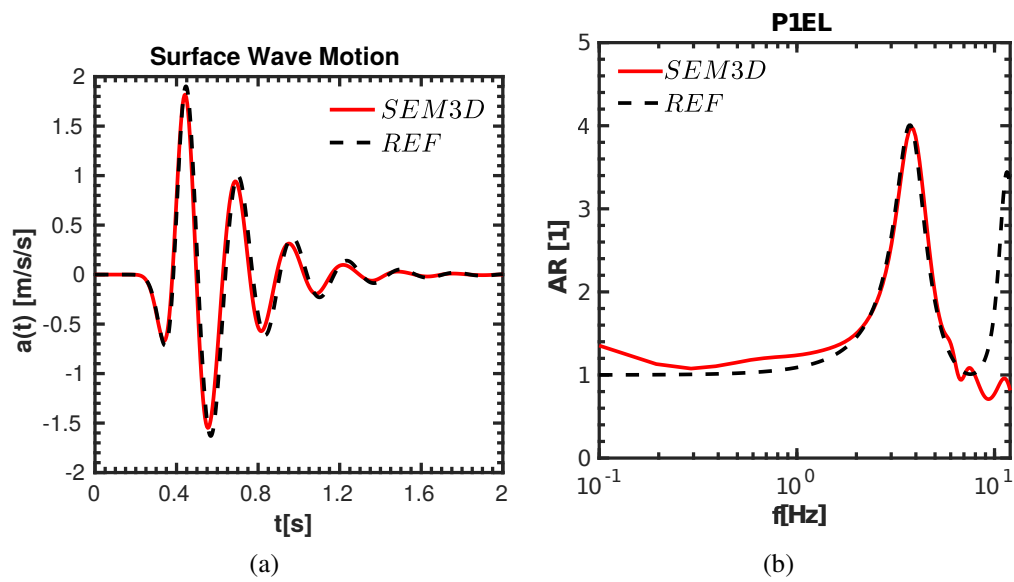 Surface Wave Motion
2
1.5
1
0.5
0
-0.5
-1
-1.5
-2
a(t) [m/s/s]
0 0.4 0.8 1.2 1.6 2
t[s]
SEM3D
REF
(a)
P1EL
5
4
3
2
1
0
AR [1]
10^-1 10^0 10^1
f[Hz]
SEM3D
REF
(b)